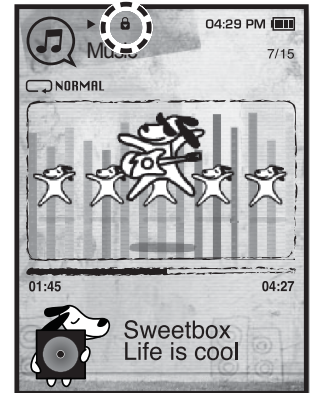 04:29 PM
Music
7/15
NORMAL
01:45
04:27
Sweetbox
Life is cool